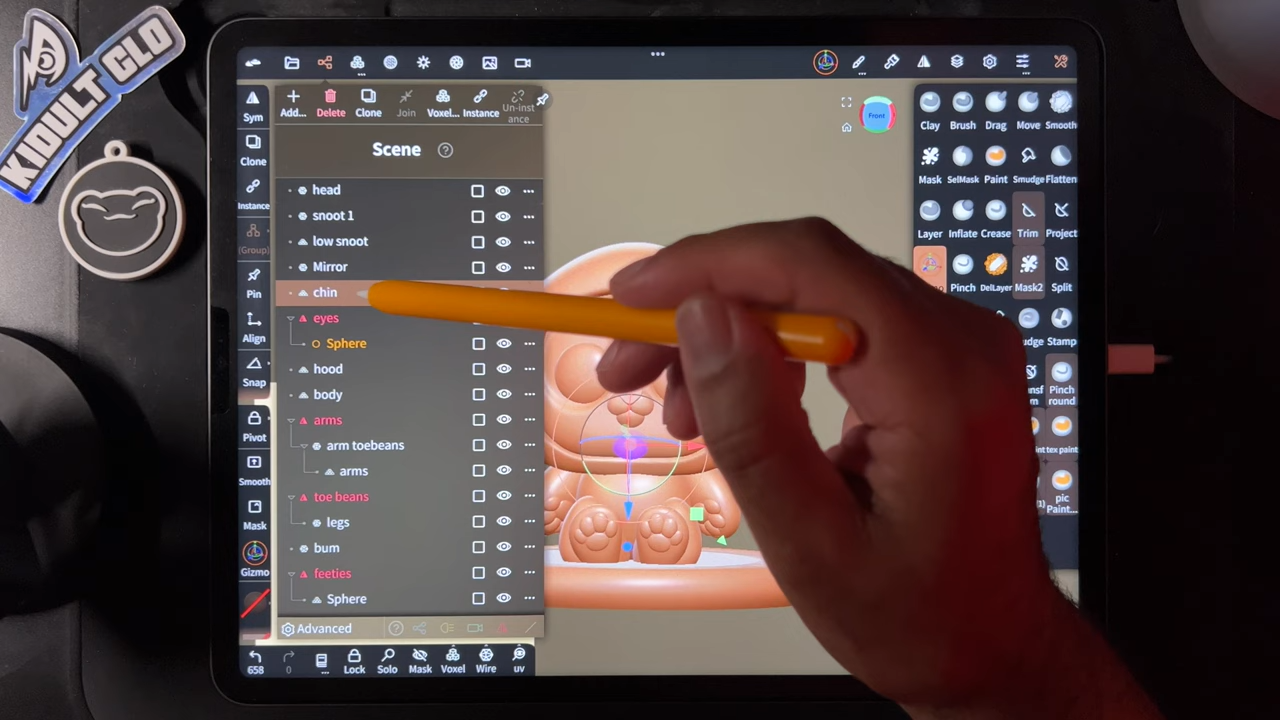 KIDULT CLO
Add... Delete Clone Join Voxel... Instance Un-inst
ance
Scene ?
head
snoot 1
low snoot
Mirror
chin
eyes
Sphere
hood
body
arms
arm toebeans
arms
toe beans
legs
bum
feeties
Sphere
Advanced ?
Sym
Clone
Instance
(Group)
Pin
Align
Snap
Pivot
Smooth
Mask
Gizmo
658 0 Lock Solo Mask Voxel Wire uv
Front
Clay Brush Drag Move Smooth
Mask SelMask Paint Smudge Flatten
Layer Inflate Crease Trim Project
Pinch DelLayer Mask2 Split
Stamp
Pinch
round
tex paint
pic
Paint...